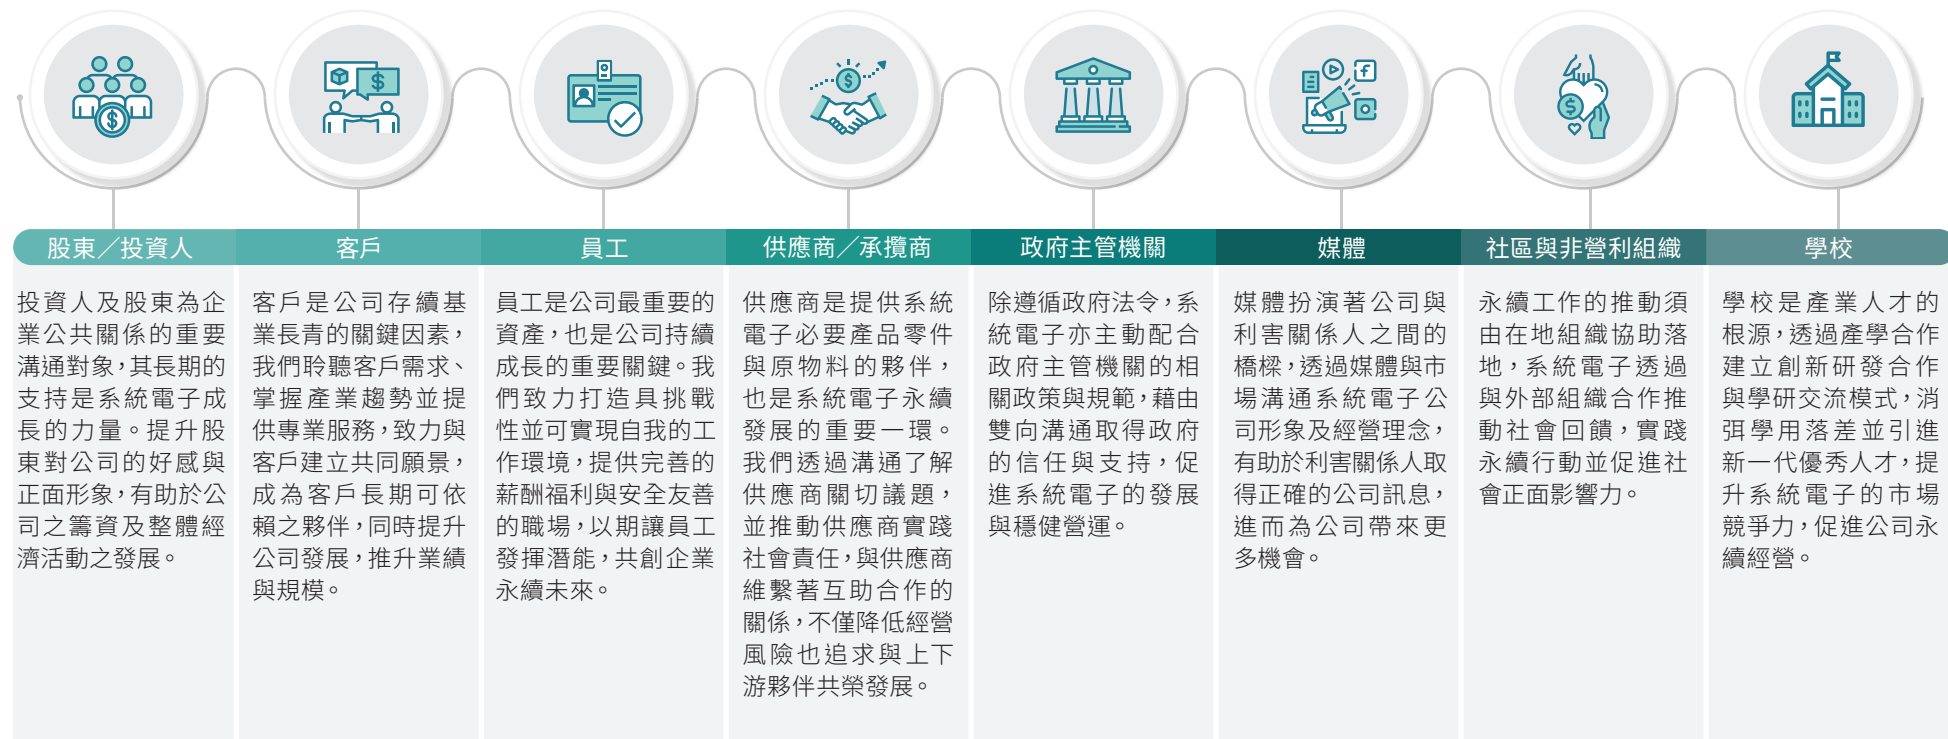 股東／投資人
投資人及股東為企
業公共關係的重要
溝通對象，其長期的
支持是系統電子成
長的力量。提升股
東對公司的好感與
正面形象，有助於公
司之籌資及整體經
濟活動之發展。
客戶
客戶是公司存續基
業長青的關鍵因素，
我們聆聽客戶需求、
掌握產業趨勢並提
供專業服務，致力與
客戶建立共同願景，
成為客戶長期可依
賴之夥伴，同時提升
公司發展，推升業績
與規模。
員工
員工是公司最重要的
資產，也是公司持續
成長的重要關鍵。我
們致力打造具挑戰
性並可實現自我的工
作環境，提供完善的
薪酬福利與安全友善
的職場，以期讓員工
發揮潛能，共創企業
永續未來。
供應商／承攬商
供應商是提供系統
電子必要產品零件
與原物料的夥伴，
也是系統電子永續
發展的重要一環。
我們透過溝通了解
供應商關切議題，
並推動供應商實踐
社會責任，與供應商
維繫著互助合作的
關係，不僅降低經營
風險也追求與上下
游夥伴共榮發展。
政府主管機關
除遵循政府法令，系
統電子亦主動配合
政府主管機關的相
關政策與規範，藉由
雙向溝通取得政府
的信任與支持，促
進系統電子的發展
與穩健營運。
媒體
媒體扮演著公司與
利害關係人之間的
橋樑，透過媒體與市
場溝通系統電子公
司形象及經營理念，
有助於利害關係人取
得正確的公司訊息，
進而為公司帶來更
多機會。
社區與非營利組織
永續工作的推動須
由在地組織協助落
地，系統電子透過
與外部組織合作推
動社會回饋，實踐
永續行動並促進社
會正面影響力。
學校
學校是產業人才的
根源，透過產學合作
建立創新研發合作
與學研交流模式，消
弭學用落差並引進
新一代優秀人才，提
升系統電子的市場
競爭力，促進公司永
續經營。